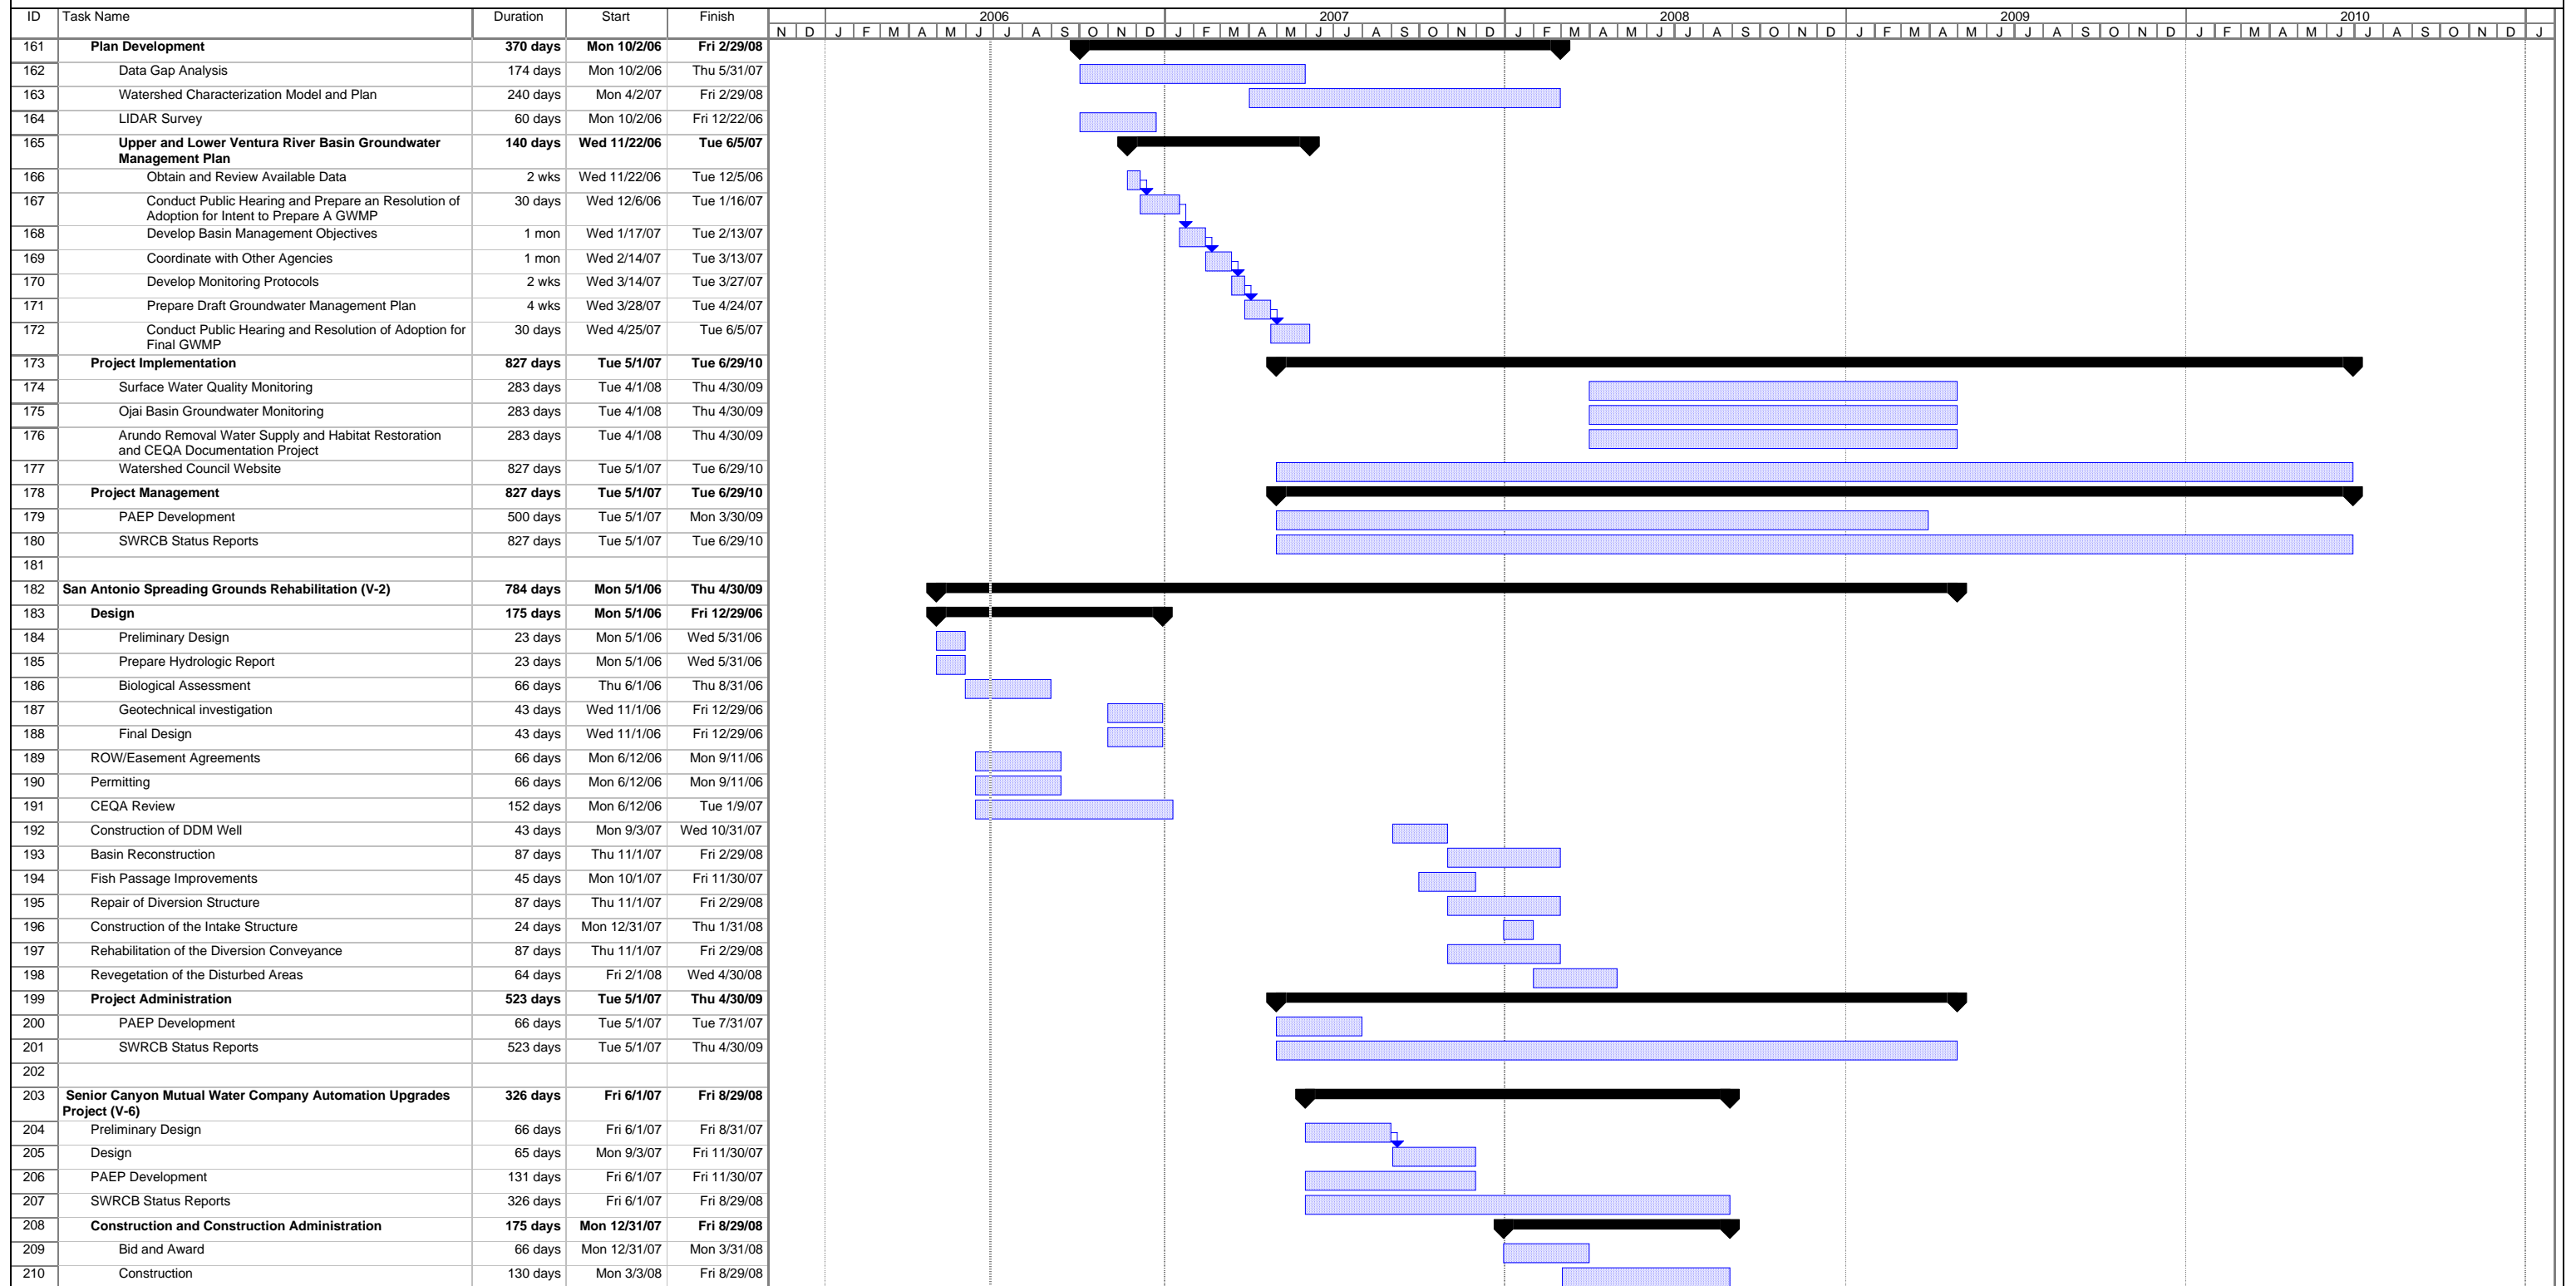 ID Task Name Duration Start Finish 2006 2007 2008 2009 2010
N D J F M A M J J A S O N D J F M A M J J A S O N D J F M A M J J A S O N D J F M A M J J A S O N D J F M A M J J A S O N D J
161 Plan Development 370 days Mon 10/2/06 Fri 2/29/08
162 Data Gap Analysis 174 days Mon 10/2/06 Thu 5/31/07
163 Watershed Characterization Model and Plan 240 days Mon 4/2/07 Fri 2/29/08
164 LIDAR Survey 60 days Mon 10/2/06 Fri 12/22/06
165 Upper and Lower Ventura River Basin Groundwater 140 days Wed 11/22/06 Tue 6/5/07
Management Plan
166 Obtain and Review Available Data 2 wks Wed 11/22/06 Tue 12/5/06
167 Conduct Public Hearing and Prepare an Resolution of 30 days Wed 12/6/06 Tue 1/16/07
Adoption for Intent to Prepare A GWMP
168 Develop Basin Management Objectives 1 mon Wed 1/17/07 Tue 2/13/07
169 Coordinate with Other Agencies 1 mon Wed 2/14/07 Tue 3/13/07
170 Develop Monitoring Protocols 2 wks Wed 3/14/07 Tue 3/27/07
171 Prepare Draft Groundwater Management Plan 4 wks Wed 3/28/07 Tue 4/24/07
172 Conduct Public Hearing and Resolution of Adoption for 30 days Wed 4/25/07 Tue 6/5/07
Final GWMP
173 Project Implementation 827 days Tue 5/1/07 Tue 6/29/10
174 Surface Water Quality Monitoring 283 days Tue 4/1/08 Thu 4/30/09
175 Ojai Basin Groundwater Monitoring 283 days Tue 4/1/08 Thu 4/30/09
176 Arundo Removal Water Supply and Habitat Restoration 283 days Tue 4/1/08 Thu 4/30/09
and CEQA Documentation Project
177 Watershed Council Website 827 days Tue 5/1/07 Tue 6/29/10
178 Project Management 827 days Tue 5/1/07 Tue 6/29/10
179 PAEP Development 500 days Tue 5/1/07 Mon 3/30/09
180 SWRCB Status Reports 827 days Tue 5/1/07 Tue 6/29/10
181
182 San Antonio Spreading Grounds Rehabilitation (V-2) 784 days Mon 5/1/06 Thu 4/30/09
183 Design 175 days Mon 5/1/06 Fri 12/29/06
184 Preliminary Design 23 days Mon 5/1/06 Wed 5/31/06
185 Prepare Hydrologic Report 23 days Mon 5/1/06 Wed 5/31/06
186 Biological Assessment 66 days Thu 6/1/06 Thu 8/31/06
187 Geotechnical investigation 43 days Wed 11/1/06 Fri 12/29/06
188 Final Design 43 days Wed 11/1/06 Fri 12/29/06
189 ROW/Easement Agreements 66 days Mon 6/12/06 Mon 9/11/06
190 Permitting 66 days Mon 6/12/06 Mon 9/11/06
191 CEQA Review 152 days Mon 6/12/06 Tue 1/9/07
192 Construction of DDM Well 43 days Mon 9/3/07 Wed 10/31/07
193 Basin Reconstruction 87 days Thu 11/1/07 Fri 2/29/08
194 Fish Passage Improvements 45 days Mon 10/1/07 Fri 11/30/07
195 Repair of Diversion Structure 87 days Thu 11/1/07 Fri 2/29/08
196 Construction of the Intake Structure 24 days Mon 12/31/07 Thu 1/31/08
197 Rehabilitation of the Diversion Conveyance 87 days Thu 11/1/07 Fri 2/29/08
198 Revegetation of the Disturbed Areas 64 days Fri 2/1/08 Wed 4/30/08
199 Project Administration 523 days Tue 5/1/07 Thu 4/30/09
200 PAEP Development 66 days Tue 5/1/07 Tue 7/31/07
201 SWRCB Status Reports 523 days Tue 5/1/07 Thu 4/30/09
202
203 Senior Canyon Mutual Water Company Automation Upgrades 326 days Fri 6/1/07 Fri 8/29/08
Project (V-6)
204 Preliminary Design 66 days Fri 6/1/07 Fri 8/31/07
205 Design 65 days Mon 9/3/07 Fri 11/30/07
206 PAEP Development 131 days Fri 6/1/07 Fri 11/30/07
207 SWRCB Status Reports 326 days Fri 6/1/07 Fri 8/29/08
208 Construction and Construction Administration 175 days Mon 12/31/07 Fri 8/29/08
209 Bid and Award 66 days Mon 12/31/07 Mon 3/31/08
210 Construction 130 days Mon 3/3/08 Fri 8/29/08